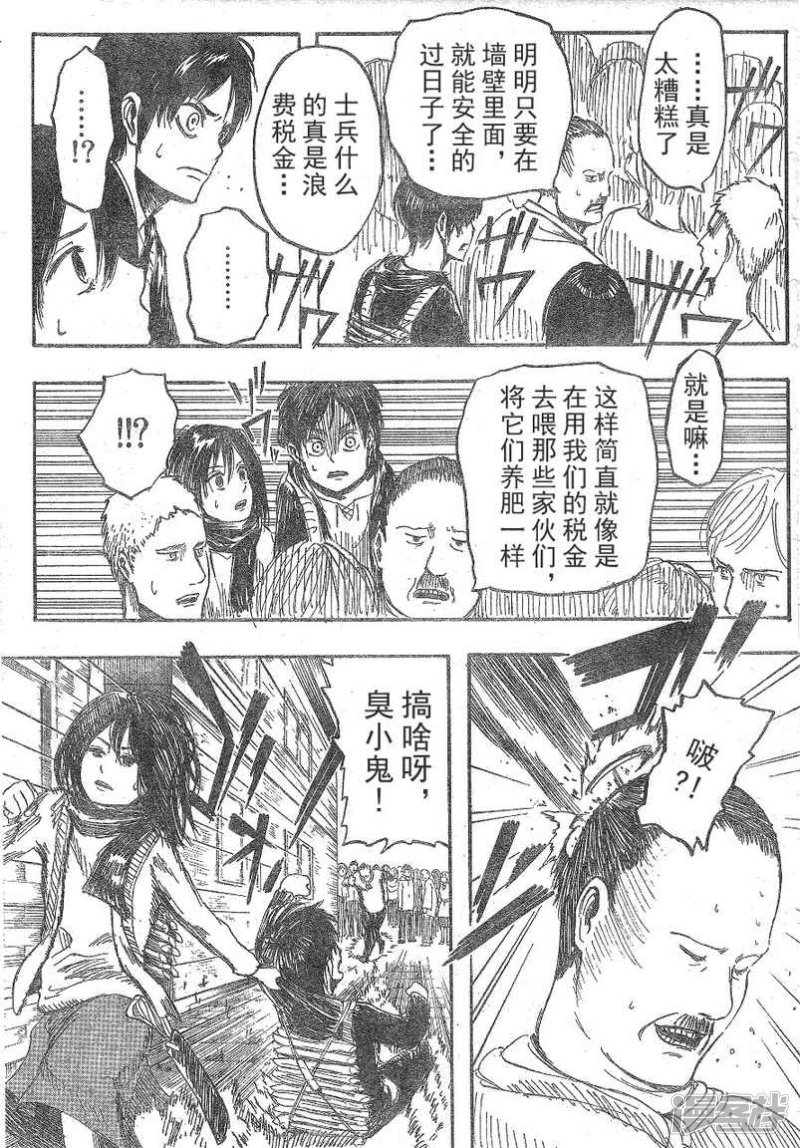 ……真是
太糟糕了
明明只要在
墙壁里面，
就能安全的
过日子了…
士兵什么
的真是浪
费税金…
……!?
……
就是嘛…
这样简直就像是
在用我们的税金
去喂那些家伙们，
将它们养肥一样
!!?
啵?!
搞啥呀，
臭小鬼！
漫客栈